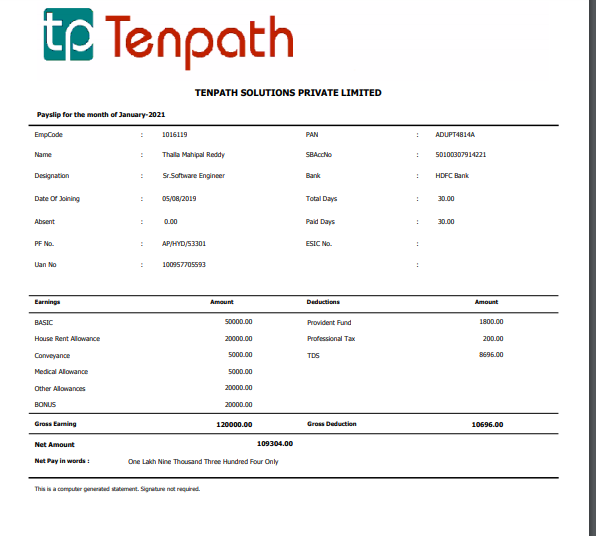 tp Tenpath
TENPATH SOLUTIONS PRIVATE LIMITED
Payslip for the month of January-2021
EmpCode : 1016119 PAN : ADUPT4814A
Name : Thalla Mahipal Reddy SBAccNo : 50100307914221
Designation : Sr.Software Engineer Bank : HDFC Bank
Date Of Joining : 05/08/2019 Total Days : 30.00
Absent : 0.00 Paid Days : 30.00
PF No. : AP/HYD/53301 ESIC No. :
Uan No : 100957705593 :
Earnings Amount Deductions Amount
BASIC 50000.00 Provident Fund 1800.00
House Rent Allowance 20000.00 Professional Tax 200.00
Conveyance 5000.00 TDS 8696.00
Medical Allowance 5000.00
Other Allowances 20000.00
BONUS 20000.00
Gross Earning 120000.00 Gross Deduction 10696.00
Net Amount 109304.00
Net Pay in words : One Lakh Nine Thousand Three Hundred Four Only
This is a computer generated statement. Signature not required.